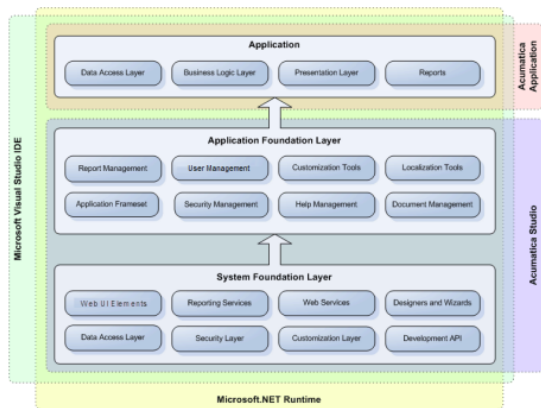 Application
Data Access Layer
Business Logic Layer
Presentation Layer
Reports
Acumatica
Application
Application Foundation Layer
Report Management
User Management
Customization Tools
Localization Tools
Application Frameset
Security Management
Help Management
Document Management
System Foundation Layer
Web UI Elements
Reporting Services
Web Services
Designers and Wizards
Data Access Layer
Security Layer
Customization Layer
Development API
Microsoft Visual Studio IDE
Acumatica Studio
Microsoft.NET Runtime